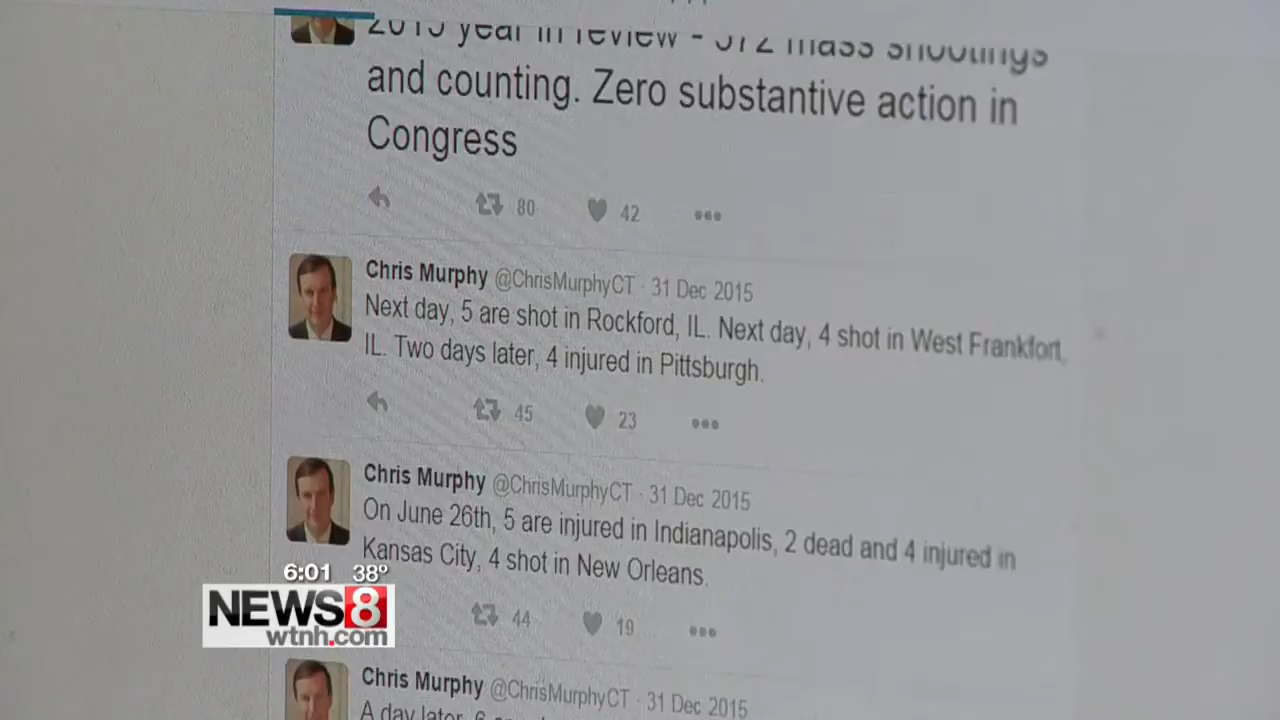 2015 year in review - 372 mass shootings
and counting. Zero substantive action in
Congress
80 42
Chris Murphy @ChrisMurphyCT · 31 Dec 2015
Next day, 5 are shot in Rockford, IL. Next day, 4 shot in West Frankfort,
IL. Two days later, 4 injured in Pittsburgh.
45 23
Chris Murphy @ChrisMurphyCT · 31 Dec 2015
On June 26th, 5 are injured in Indianapolis, 2 dead and 4 injured in
Kansas City, 4 shot in New Orleans.
44 19
Chris Murphy @ChrisMurphyCT · 31 Dec 2015
A day later, 6
6:01 38°
NEWS 8
wtnh.com